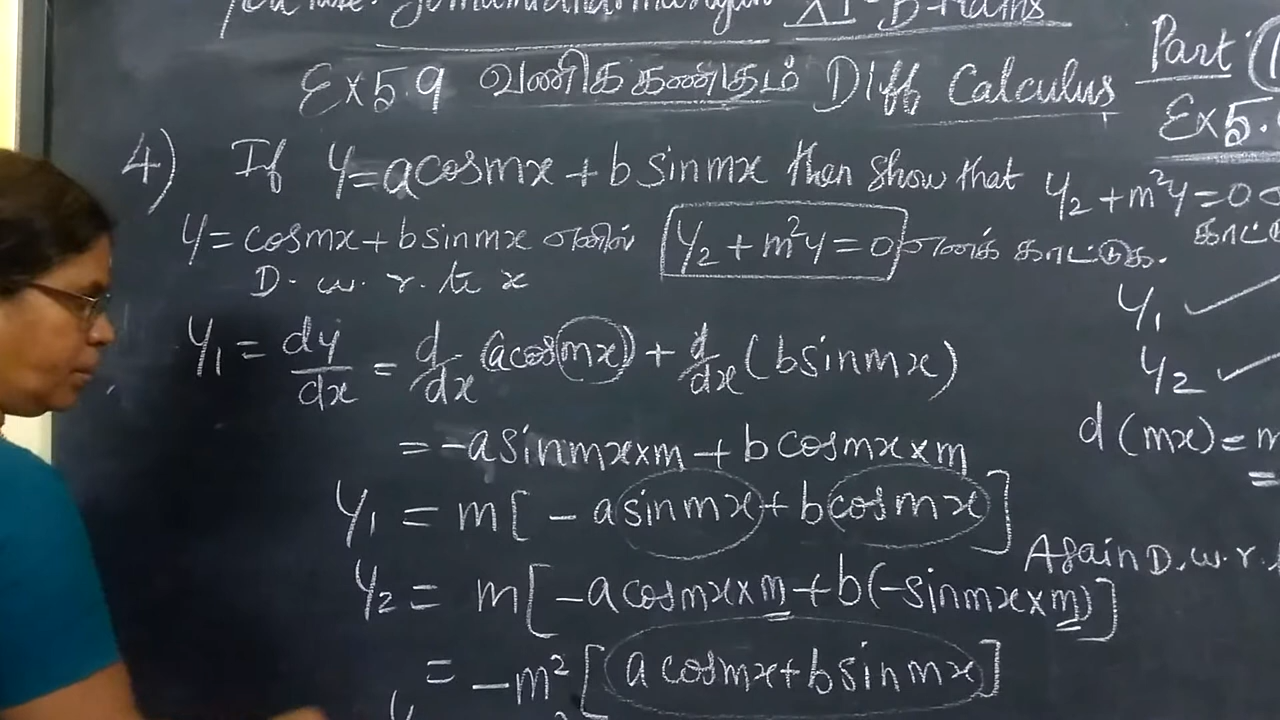 XI B Maths
Ex 5.9 வணிக கணிதம் Diff Calculus Part
Ex 5.
4) If y = a cos mx + b sin mx then show that y₂ + m²y = 0
y = cos mx + b sin mx எனில் y₂ + m²y = 0 எனக் காட்டுக.
D. w. r. to x
y₁
y₂
y₁ = dy/dx = d/dx (a cos(mx)) + d/dx (b sin mx)
d(mx) = m
= -a sin mx × m + b cos mx × m
y₁ = m[ - a sin mx + b cos mx ]
Again D. w. r.
y₂ = m[ - a cos mx × m + b(- sin mx × m) ]
= - m² [ a cos mx + b sin mx ]